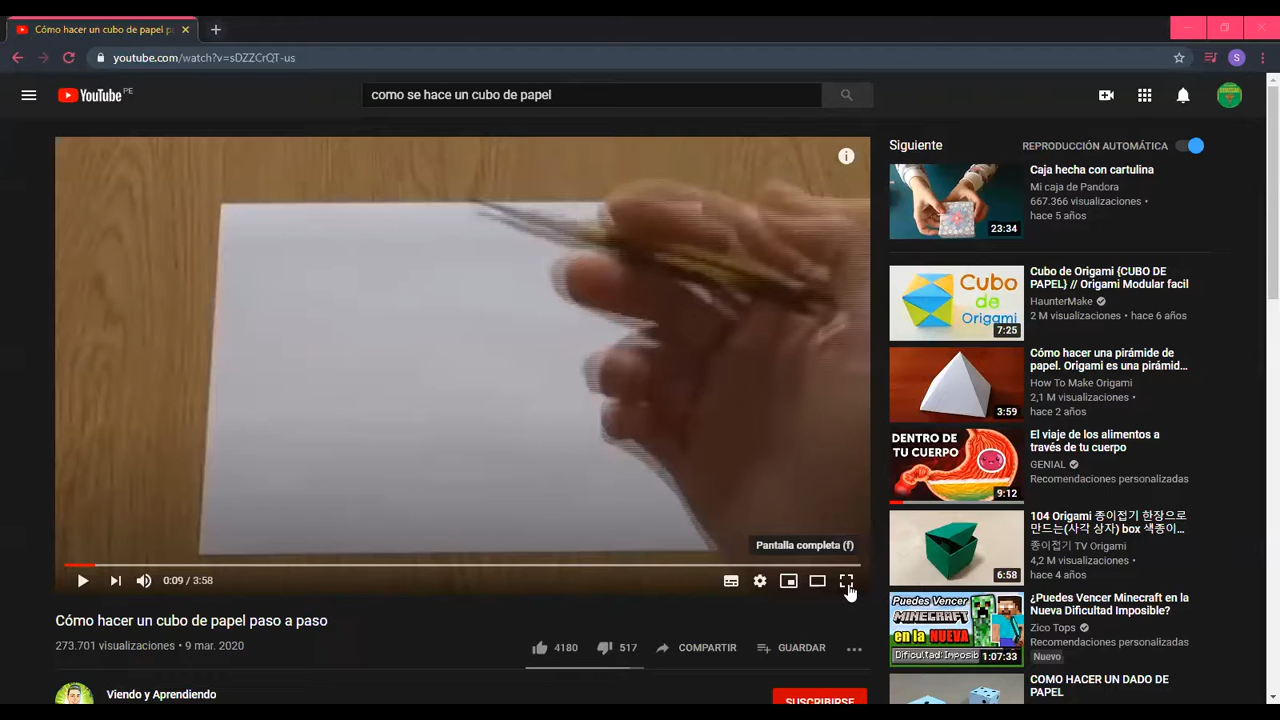 Cómo hacer un cubo de papel p
youtube.com/watch?v=sDZZCrQT-us
S
YouTube PE
como se hace un cubo de papel
Siguiente
REPRODUCCIÓN AUTOMÁTICA
Caja hecha con cartulina
Mi caja de Pandora
667.366 visualizaciones •
hace 5 años
23:34
Cubo de Origami {CUBO DE
PAPEL} // Origami Modular facil
HaunterMake
2 M visualizaciones • hace 6 años
Cubo
de
Origami
7:25
Cómo hacer una pirámide de
papel. Origami es una pirámid...
How To Make Origami
2,1 M visualizaciones •
hace 2 años
3:59
DENTRO DE
TU CUERPO
9:12
El viaje de los alimentos a
través de tu cuerpo
GENIAL
Recomendaciones personalizadas
104 Origami 종이접기 한장으로
만드는(사각 상자) box 색종이...
종이접기 TV Origami
4,2 M visualizaciones •
hace 4 años
6:58
Puedes Vencer
MINECRAFT
en la NUEVA
Dificultad: Imposib
1:07:33
¿Puedes Vencer Minecraft en la
Nueva Dificultad Imposible?
Zico Tops
Recomendaciones personalizadas
Nuevo
COMO HACER UN DADO DE
PAPEL
Pantalla completa (f)
0:09 / 3:58
Cómo hacer un cubo de papel paso a paso
273.701 visualizaciones • 9 mar. 2020
4180
517
COMPARTIR
GUARDAR
Viendo y Aprendiendo
SUSCRIBIRSE